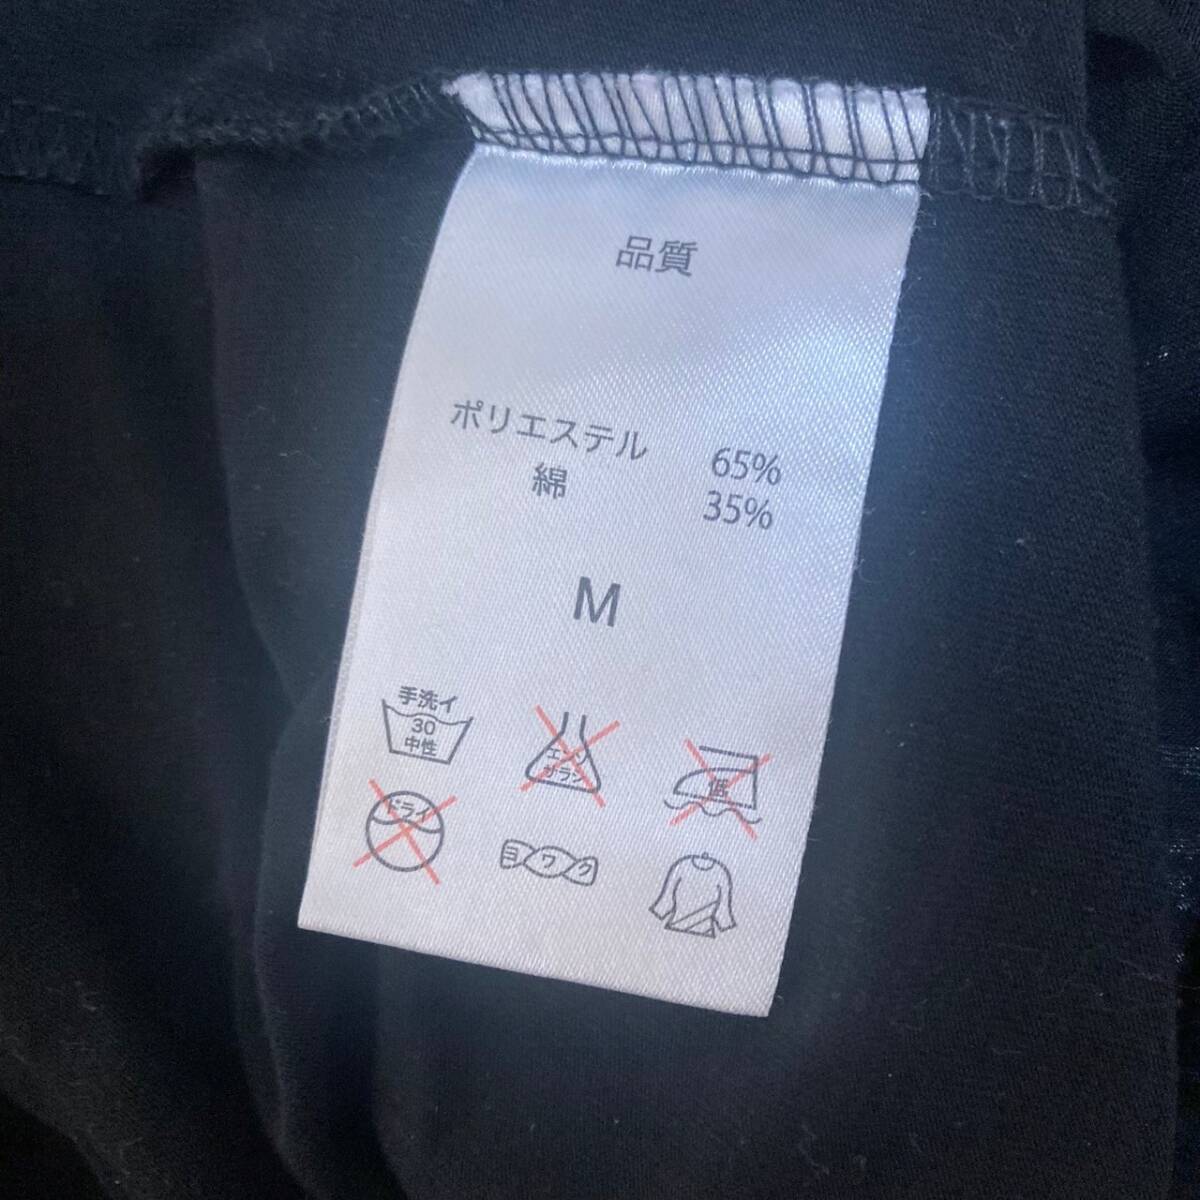 品質
ポリエステル 65%
綿 35%
M
手洗イ
30
中性
エンソ
サラシ
低
ドライ
ヨワク